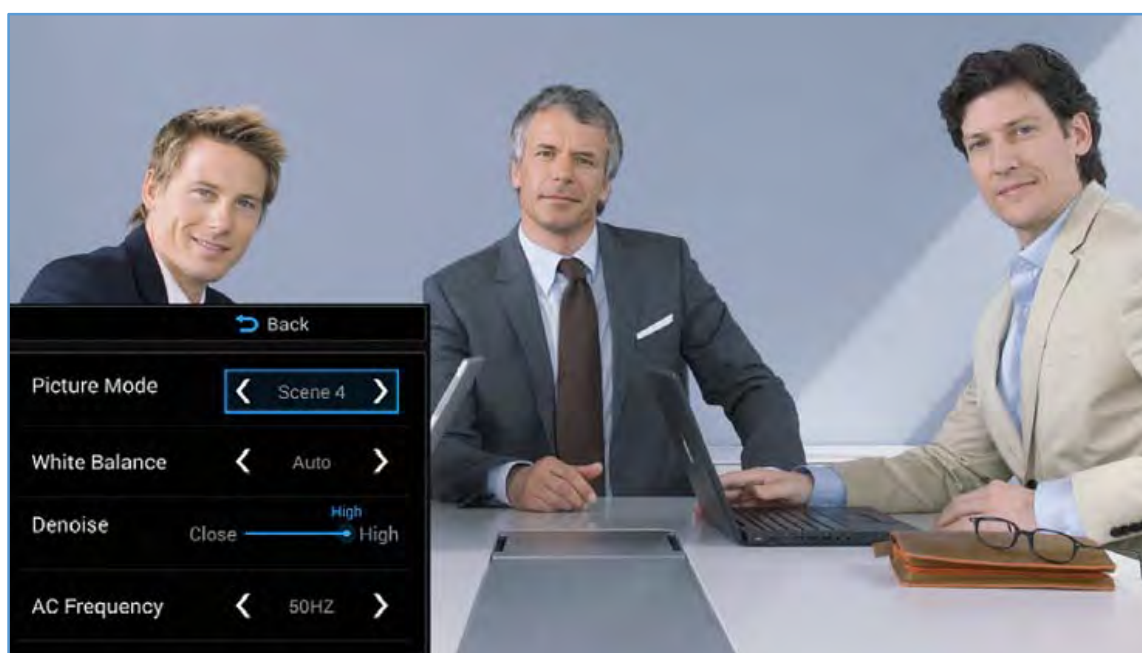 Back
Picture Mode Scene 4
White Balance Auto
High
Denoise Close High
AC Frequency 50HZ